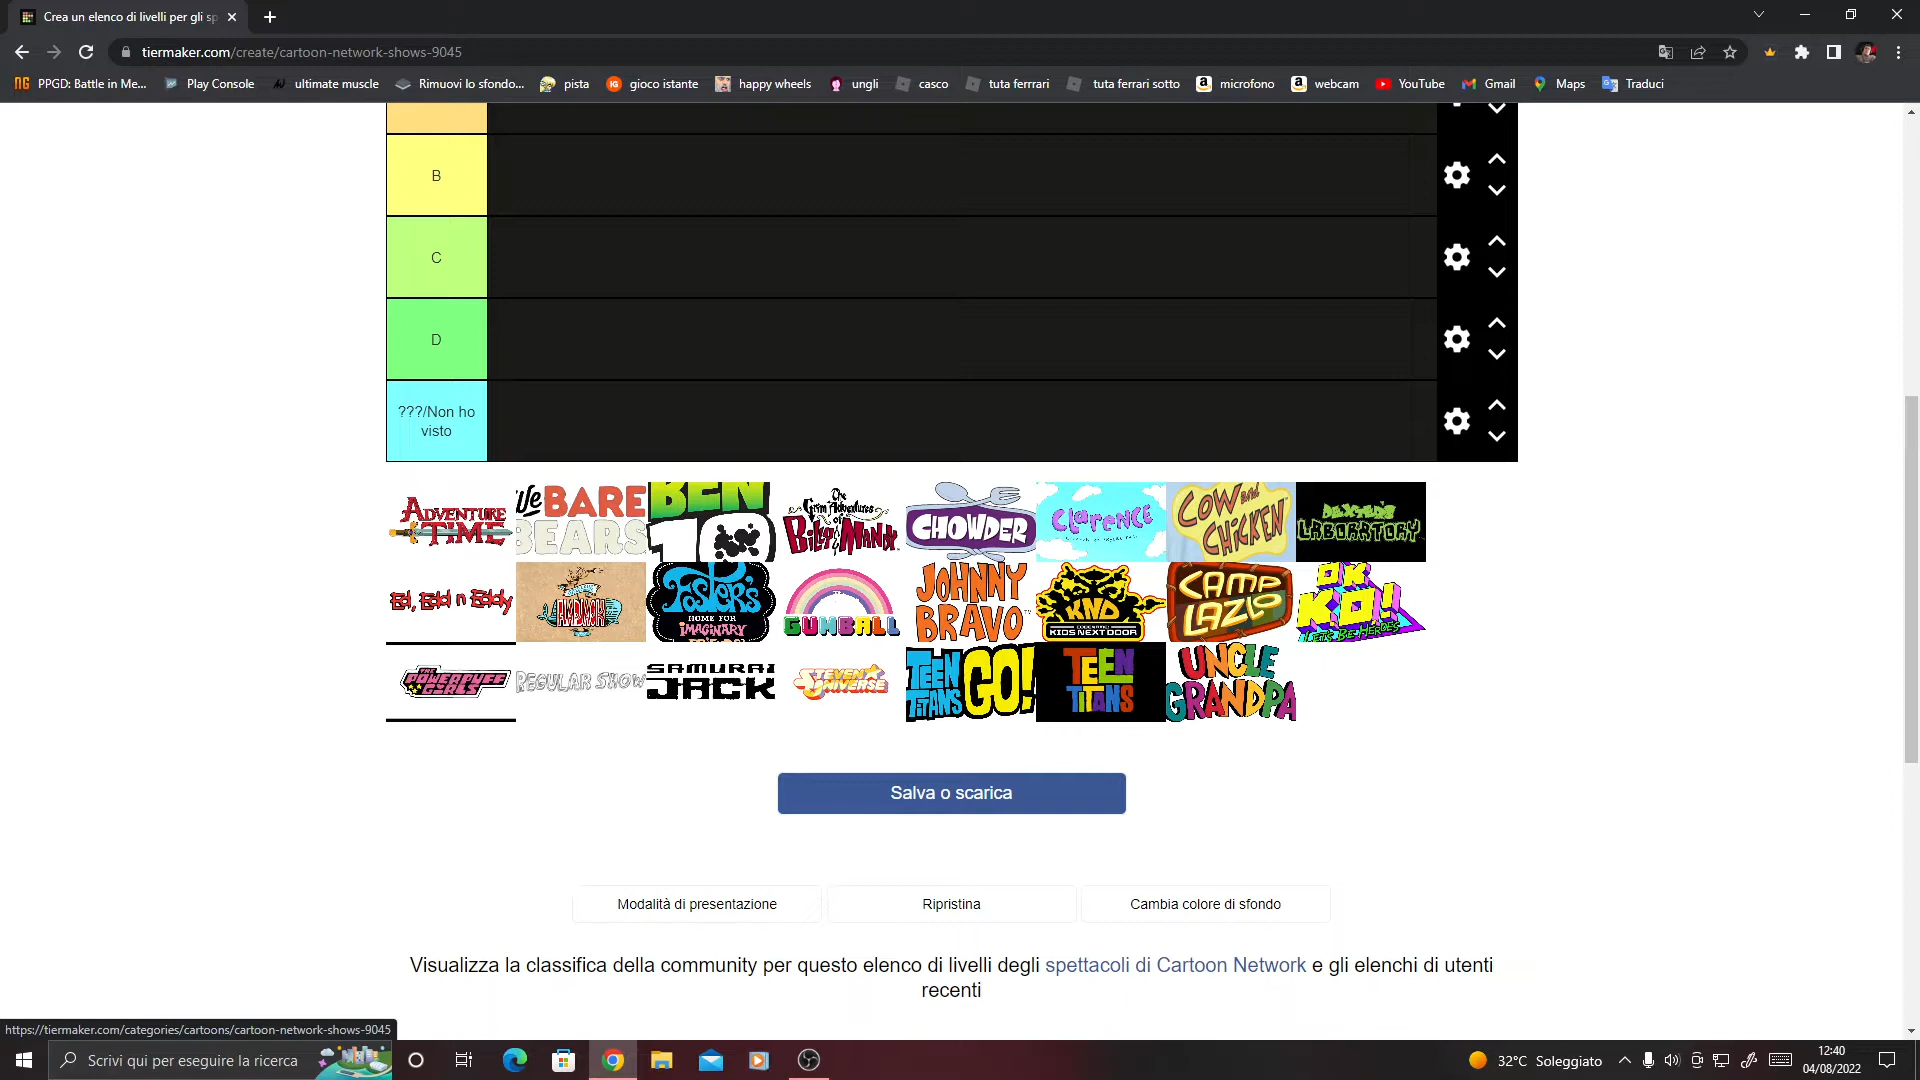 Crea un elenco di livelli per gli sp
tiermaker.com/create/cartoon-network-shows-9045
PPGD: Battle in Me...
Play Console
ultimate muscle
Rimuovi lo sfondo...
pista
gioco istante
happy wheels
ungli
casco
tuta ferrrari
tuta ferrari sotto
microfono
webcam
YouTube
Gmail
Maps
Traduci
B
C
D
???/Non ho
visto
ADVENTURE
TIME
We BARE
BEARS
BEN
10
The
Grim Adventures
of
Billy & Mandy
CHOWDER
Clarence
COW and
CHICKEN
DEXTER'S
LABORATORY
Ed, Edd n Eddy
FLAPJACK
Foster's
HOME FOR
IMAGINARY
GUMBALL
JOHNNY
BRAVO
KND
KIDS NEXT DOOR
CAMP
LAZLO
OK
KO!!
LET'S BE HEROES
THE
POWERPUFF
GIRLS
REGULAR SHOW
SAMURAI
JACK
STEVEN
UNIVERSE
TEEN
TITANS GO!
TEEN
TITANS
UNCLE
GRANDPA
Salva o scarica
Modalità di presentazione
Ripristina
Cambia colore di sfondo
Visualizza la classifica della community per questo elenco di livelli degli spettacoli di Cartoon Network e gli elenchi di utenti
recenti
https://tiermaker.com/categories/cartoons/cartoon-network-shows-9045
Scrivi qui per eseguire la ricerca
32°C Soleggiato
12:40
04/08/2022